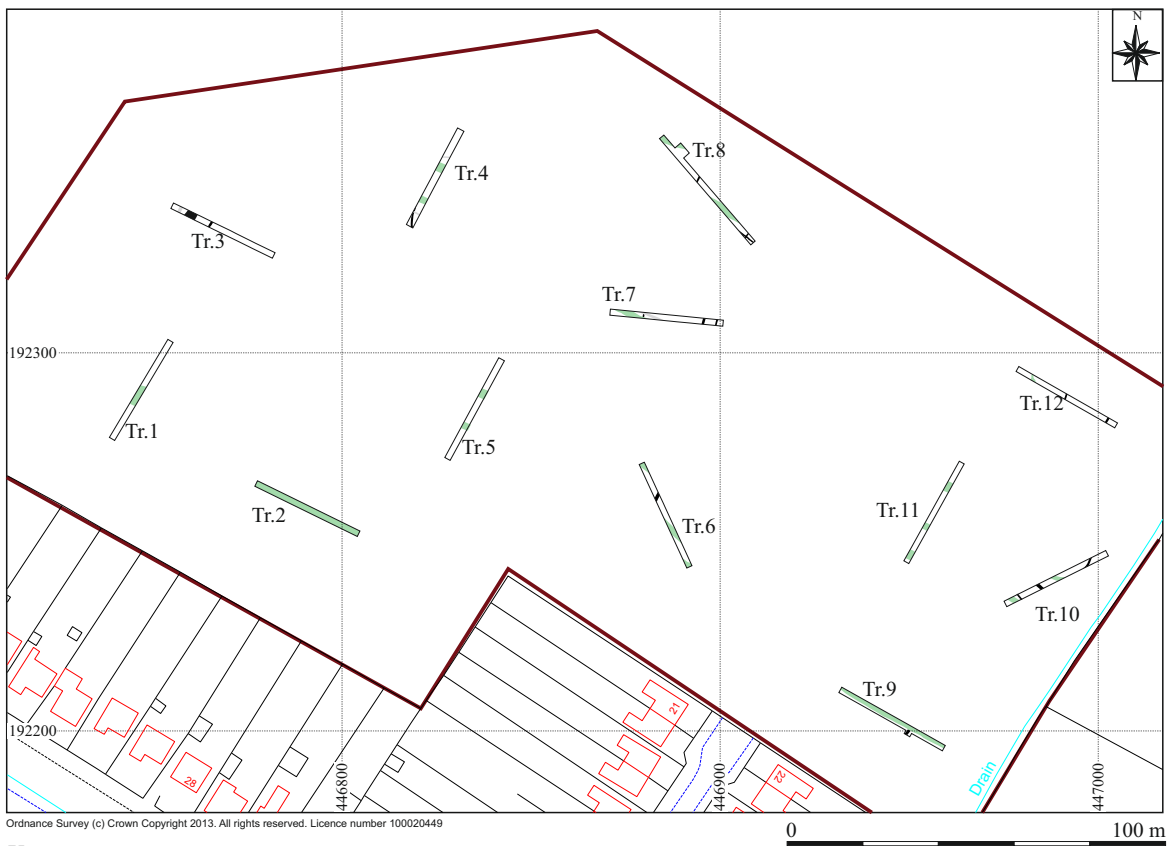 N
Tr.8
Tr.4
Tr.3
Tr.7
192300
Tr.12
Tr.1
Tr.5
Tr.11
Tr.2
Tr.6
Tr.10
Tr.9
21
192200
22
28
Drain
446800
446900
447000
Ordnance Survey (c) Crown Copyright 2013. All rights reserved. Licence number 100020449
0
100 m